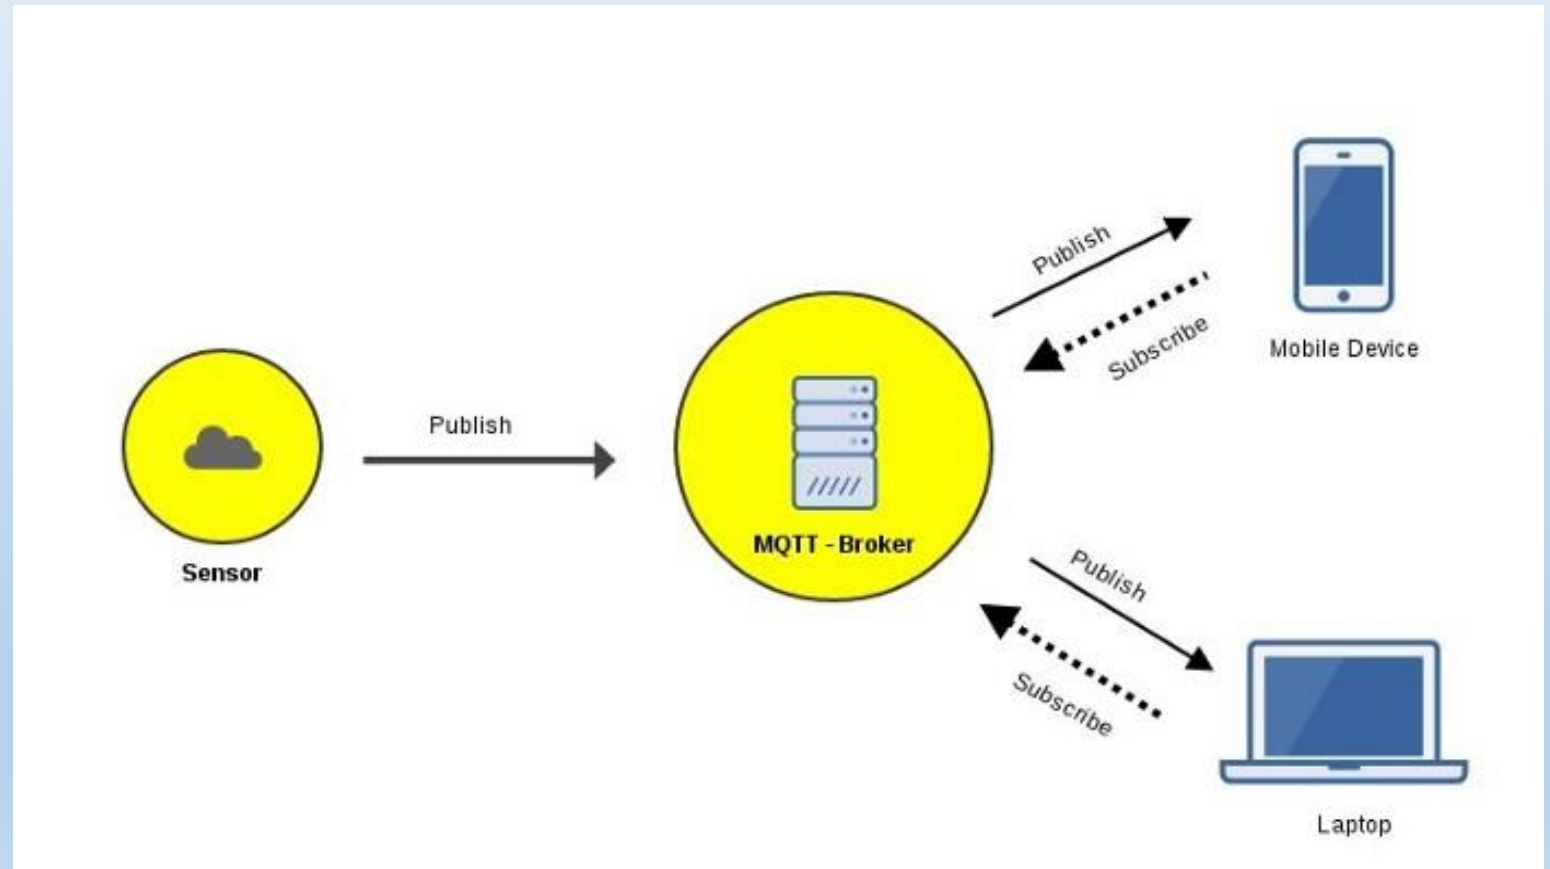 Publish
Mobile Device
Subscribe
Publish
Sensor
MQTT - Broker
Publish
Subscribe
Laptop